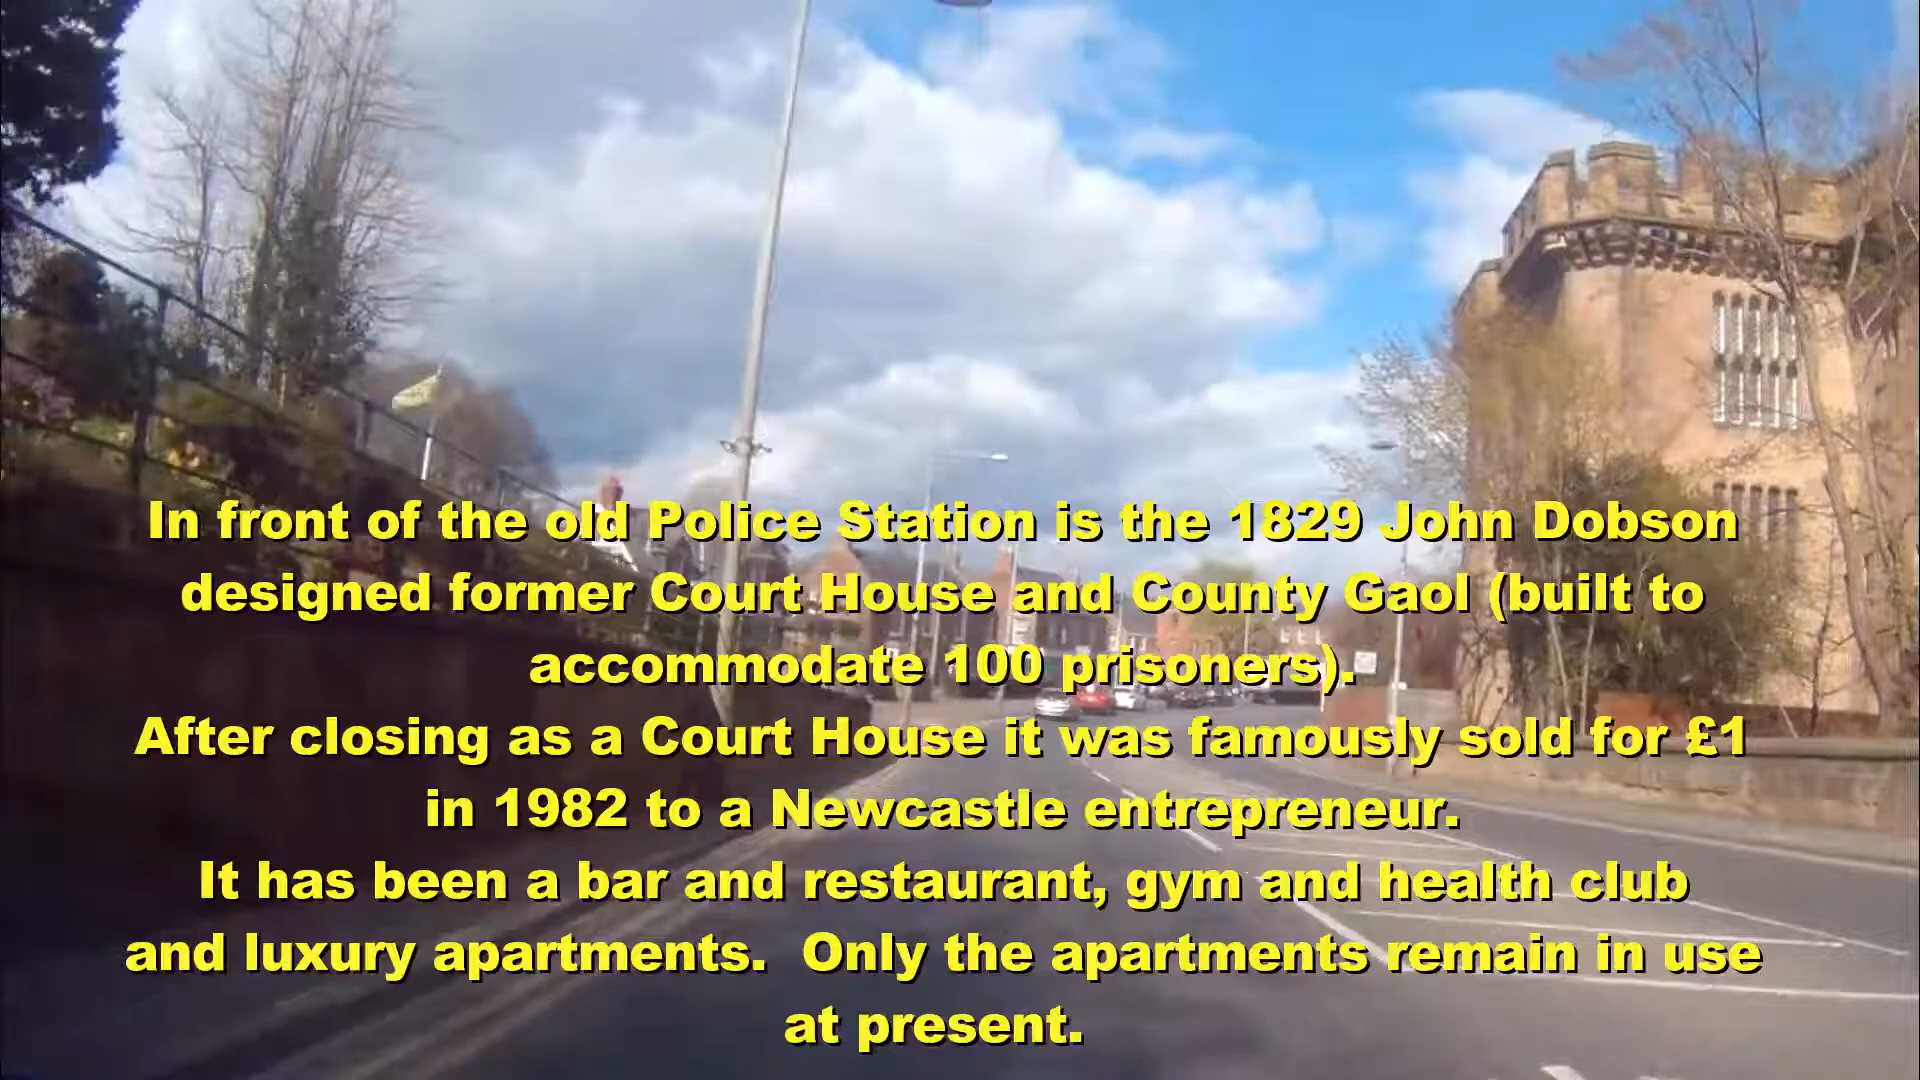 In front of the old Police Station is the 1829 John Dobson
designed former Court House and County Gaol (built to
accommodate 100 prisoners).
After closing as a Court House it was famously sold for £1
in 1982 to a Newcastle entrepreneur.
It has been a bar and restaurant, gym and health club
and luxury apartments.  Only the apartments remain in use
at present.